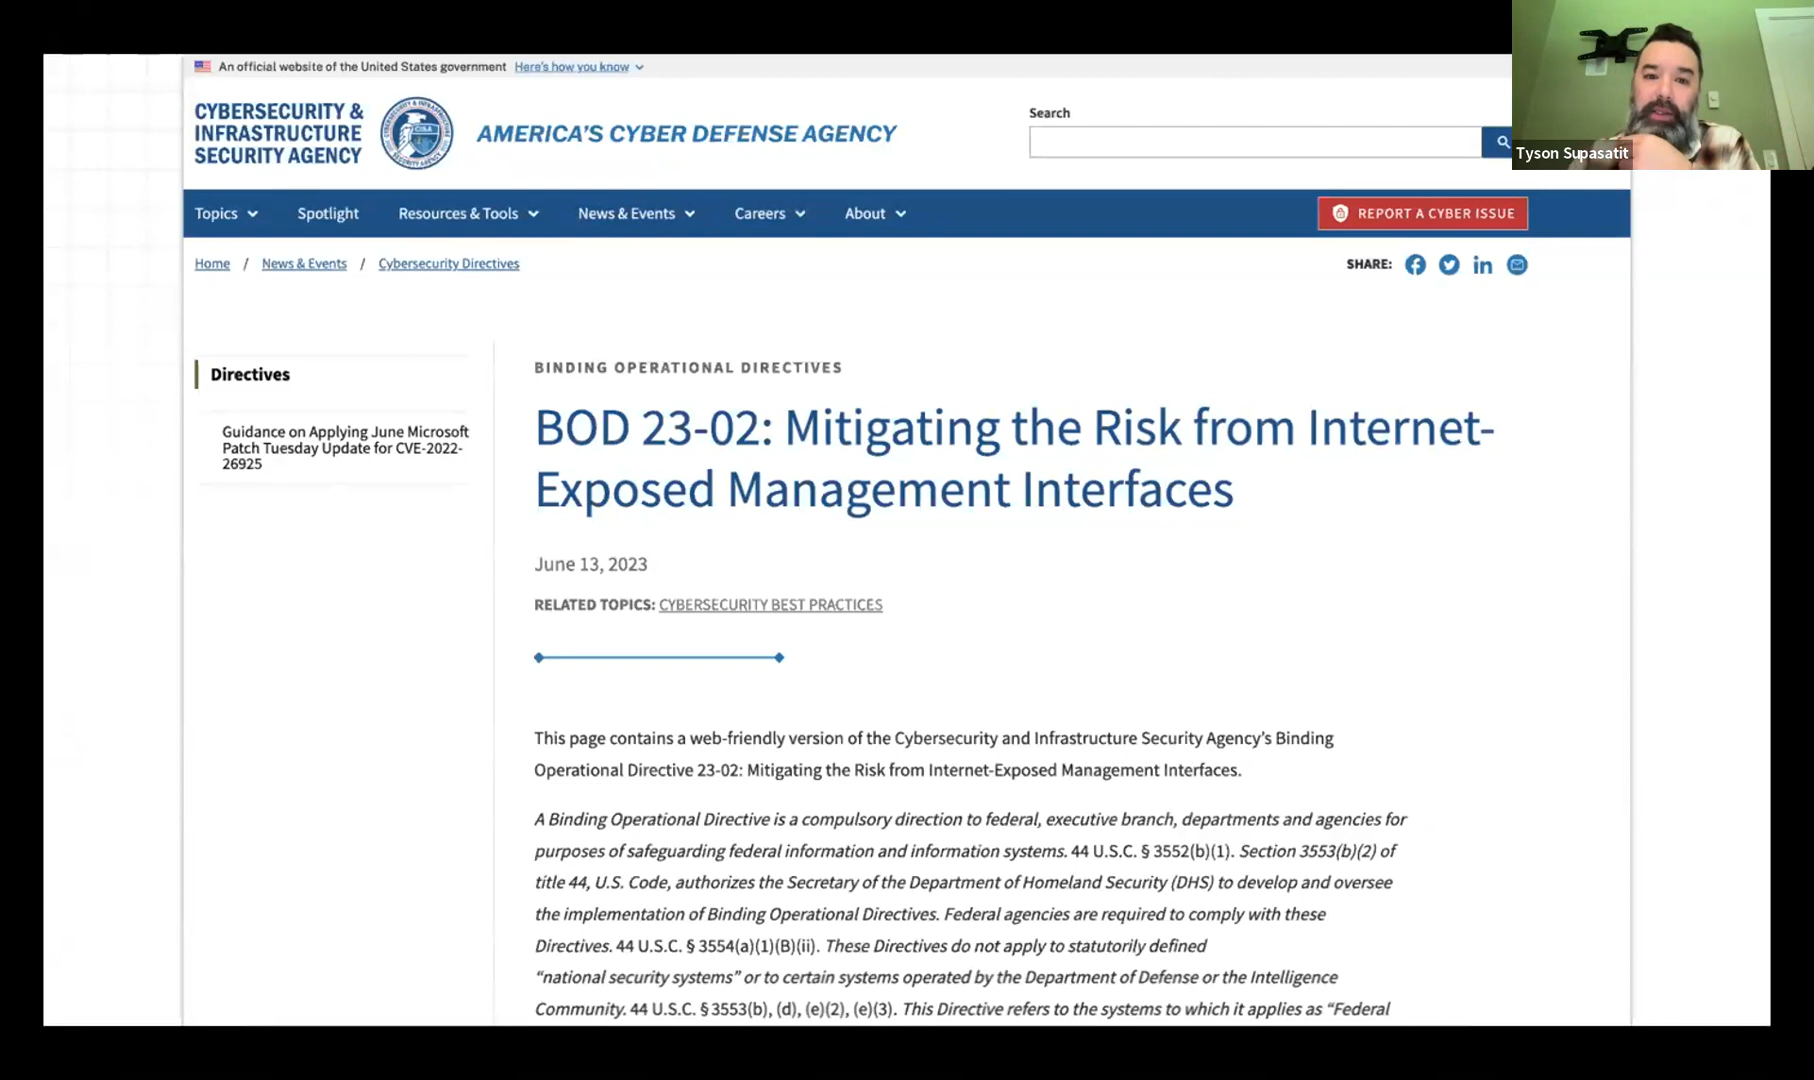 An official website of the United States government Here's how you know
CYBERSECURITY &
INFRASTRUCTURE
SECURITY AGENCY
CISA
AMERICA'S CYBER DEFENSE AGENCY
Search
Tyson Supasatit
Topics Spotlight Resources & Tools News & Events Careers About REPORT A CYBER ISSUE
Home / News & Events / Cybersecurity Directives
SHARE:
Directives
Guidance on Applying June Microsoft
Patch Tuesday Update for CVE-2022-
26925
BINDING OPERATIONAL DIRECTIVES
BOD 23-02: Mitigating the Risk from Internet-
Exposed Management Interfaces
June 13, 2023
RELATED TOPICS: CYBERSECURITY BEST PRACTICES
This page contains a web-friendly version of the Cybersecurity and Infrastructure Security Agency's Binding
Operational Directive 23-02: Mitigating the Risk from Internet-Exposed Management Interfaces.
A Binding Operational Directive is a compulsory direction to federal, executive branch, departments and agencies for
purposes of safeguarding federal information and information systems. 44 U.S.C. § 3552(b)(1). Section 3553(b)(2) of
title 44, U.S. Code, authorizes the Secretary of the Department of Homeland Security (DHS) to develop and oversee
the implementation of Binding Operational Directives. Federal agencies are required to comply with these
Directives. 44 U.S.C. § 3554(a)(1)(B)(ii). These Directives do not apply to statutorily defined
“national security systems” or to certain systems operated by the Department of Defense or the Intelligence
Community. 44 U.S.C. § 3553(b), (d), (e)(2), (e)(3). This Directive refers to the systems to which it applies as “Federal